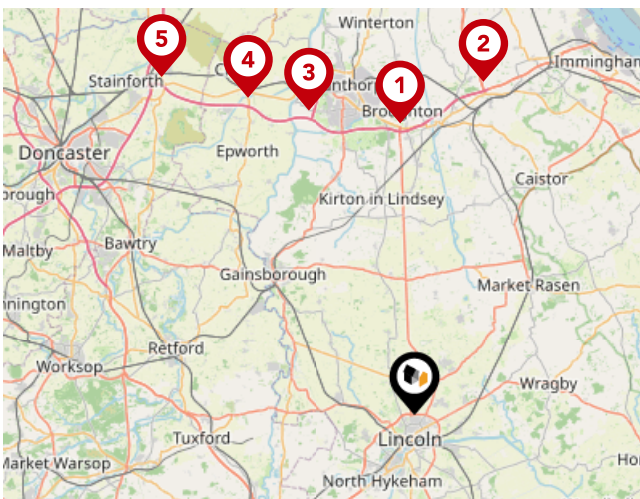 Winterton
5
2
4
Immingham
3
Stainforth
1
Doncaster
Epworth
Caistor
Kirton in Lindsey
Maltby
Bawtry
Gainsborough
Market Rasen
Retford
Worksop
Wragby
Tuxford
Lincoln
Market Warsop
North Hykeham